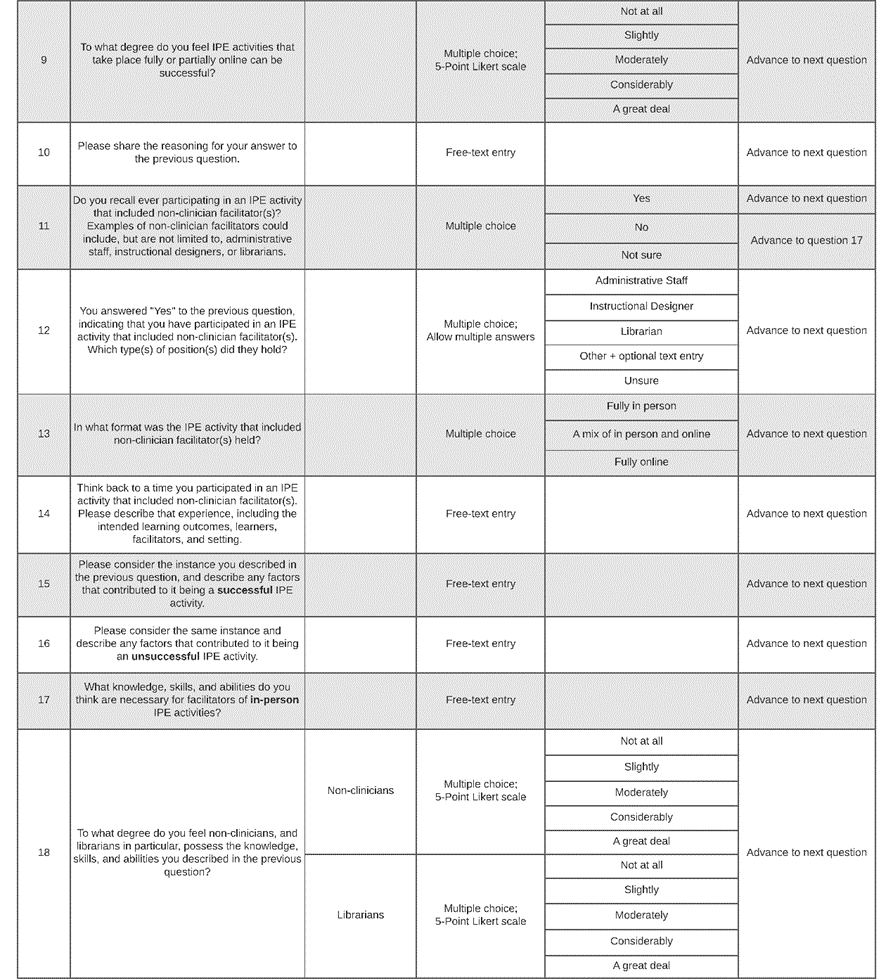 9
To what degree do you feel IPE activities that
take place fully or partially online can be
successful?
Multiple choice;
5-Point Likert scale
Not at all
Slightly
Moderately
Considerably
A great deal
Advance to next question
10
Please share the reasoning for your answer to
the previous question.
Free-text entry
Advance to next question
11
Do you recall ever participating in an IPE activity
that included non-clinician facilitator(s)?
Examples of non-clinician facilitators could
include, but are not limited to, administrative
staff, instructional designers, or librarians.
Multiple choice
Yes
Advance to next question
No
Not sure
Advance to question 17
12
You answered "Yes" to the previous question,
indicating that you have participated in an IPE
activity that included non-clinician facilitator(s).
Which type(s) of position(s) did they hold?
Multiple choice;
Allow multiple answers
Administrative Staff
Instructional Designer
Librarian
Other + optional text entry
Unsure
Advance to next question
13
In what format was the IPE activity that included
non-clinician facilitator(s) held?
Multiple choice
Fully in person
A mix of in person and online
Fully online
Advance to next question
14
Think back to a time you participated in an IPE
activity that included non-clinician facilitator(s).
Please describe that experience, including the
intended learning outcomes, learners,
facilitators, and setting.
Free-text entry
Advance to next question
15
Please consider the instance you described in
the previous question, and describe any factors
that contributed to it being a successful IPE
activity.
Free-text entry
Advance to next question
16
Please consider the same instance and
describe any factors that contributed to it being
an unsuccessful IPE activity.
Free-text entry
Advance to next question
17
What knowledge, skills, and abilities do you
think are necessary for facilitators of in-person
IPE activities?
Free-text entry
Advance to next question
18
To what degree do you feel non-clinicians, and
librarians in particular, possess the knowledge,
skills, and abilities you described in the previous
question?
Non-clinicians
Multiple choice;
5-Point Likert scale
Not at all
Slightly
Moderately
Considerably
A great deal
Librarians
Multiple choice;
5-Point Likert scale
Not at all
Slightly
Moderately
Considerably
A great deal
Advance to next question